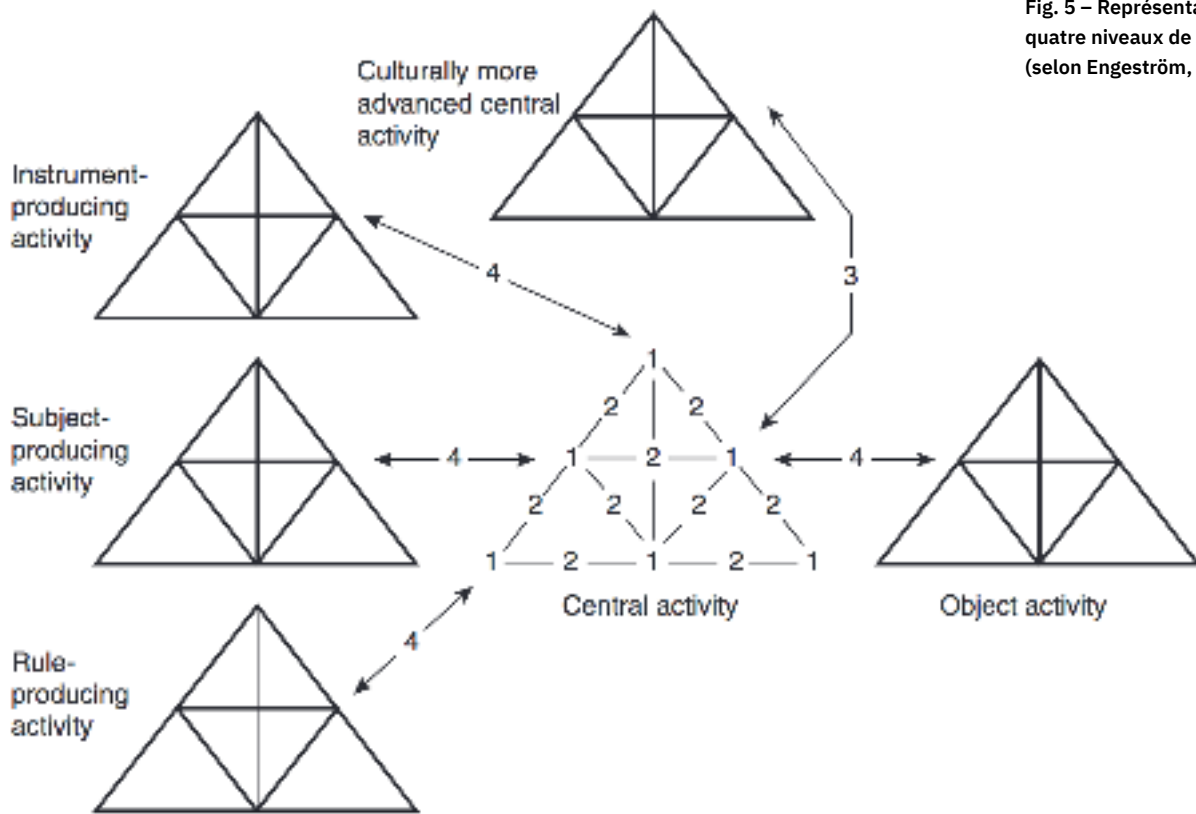 Fig. 5 –
quatre niveaux de
(selon Engeström,
Culturally more
advanced central
activity
Instrument-
producing
activity
4
3
1
2 2
Subject-
producing
activity
4
1 2 1
4
2 2 2 2
1 2 1 2 1
Central activity
Object activity
4
Rule-
producing
activity